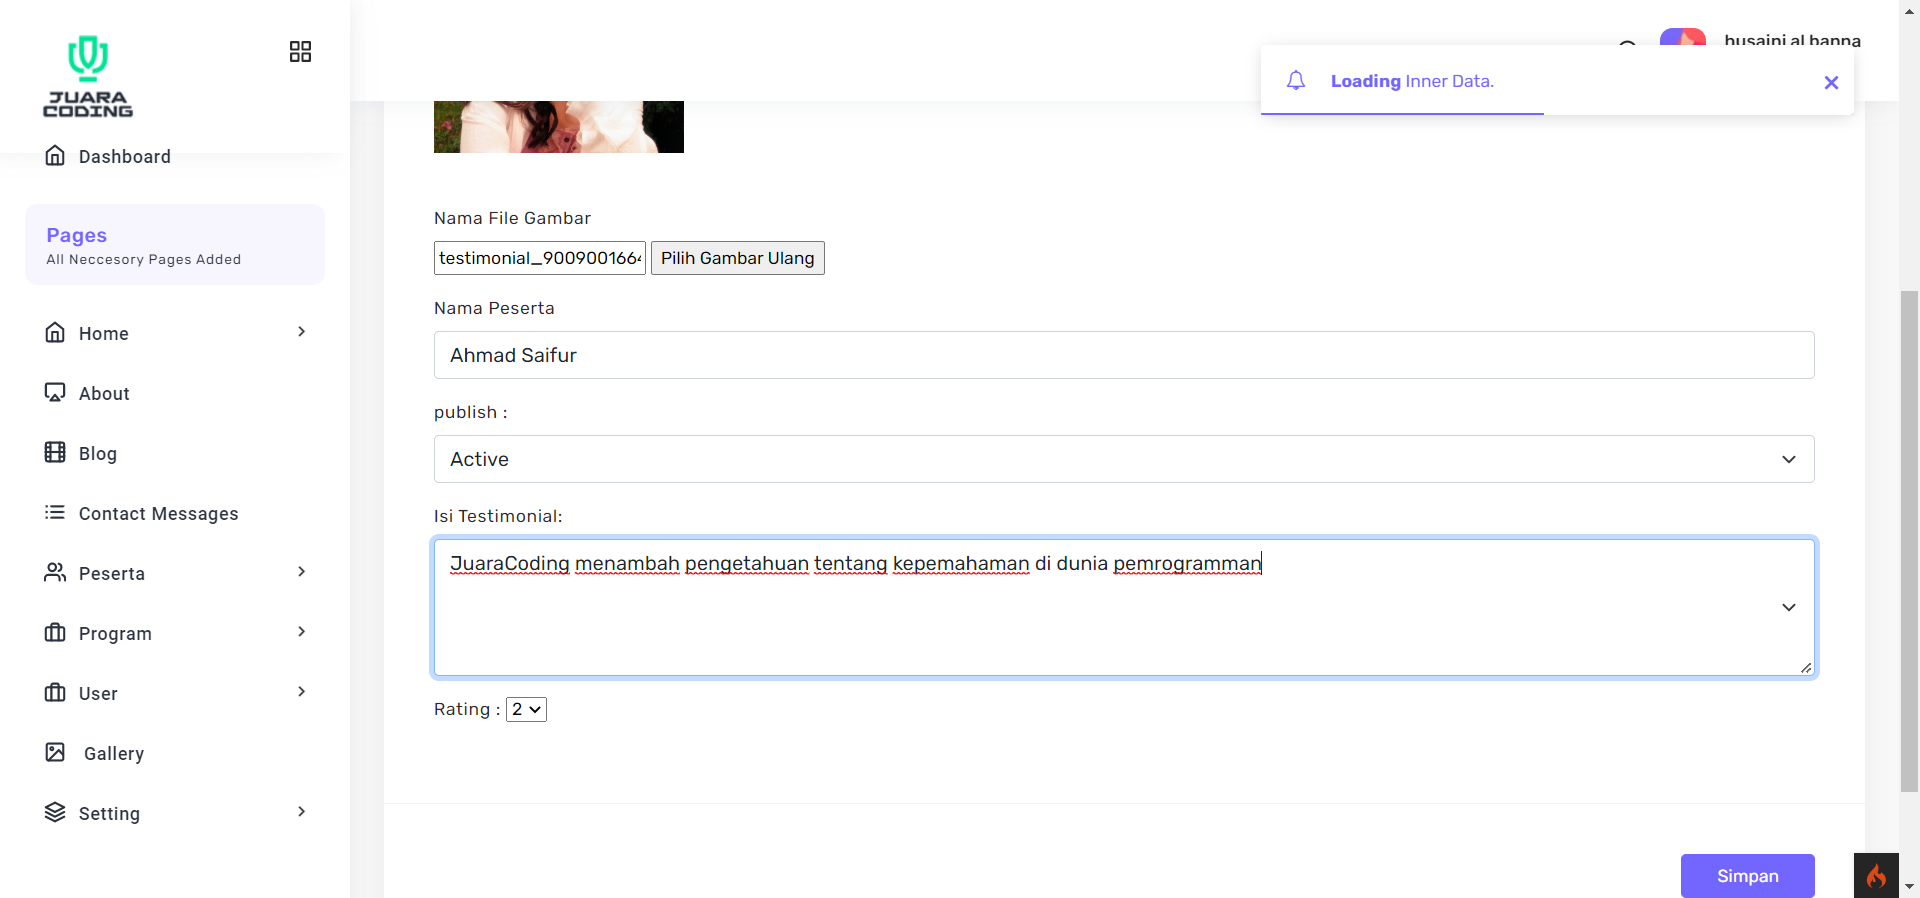 JUARA
CODING
Dashboard
Pages
All Neccesory Pages Added
Home
About
Blog
Contact Messages
Peserta
Program
User
Gallery
Setting
husaini al banna
Loading Inner Data.
Nama File Gambar
testimonial_9009001664
Pilih Gambar Ulang
Nama Peserta
Ahmad Saifur
publish :
Active
Isi Testimonial:
JuaraCoding menambah pengetahuan tentang kepemahaman di dunia pemrogramman
Rating : 2
Simpan